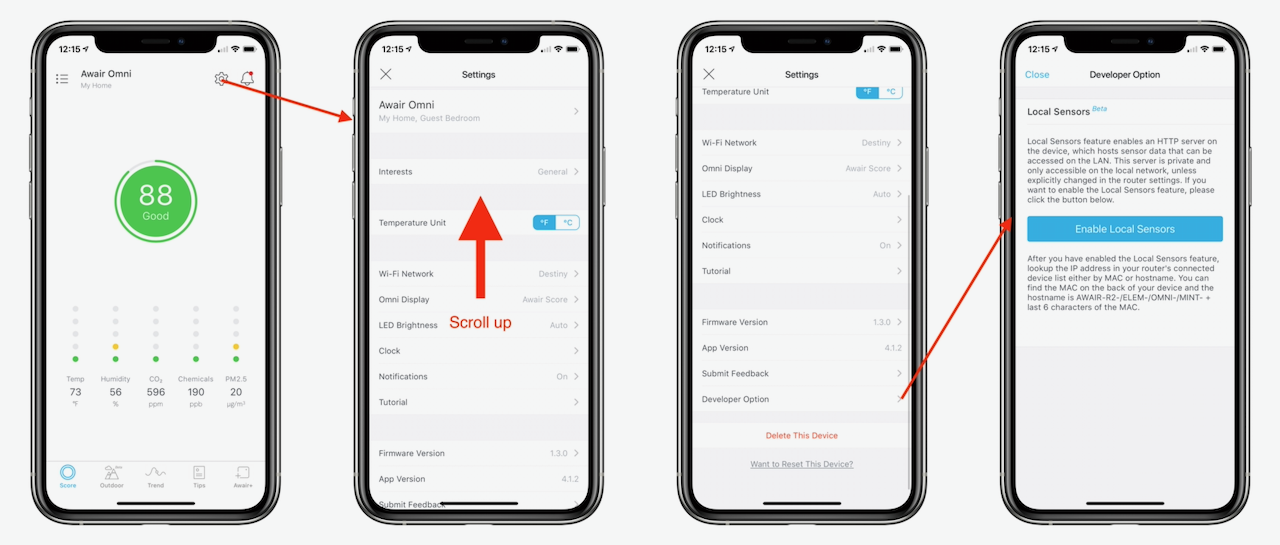 12:15
Awair Omni
My Home
88
Good
Temp Humidity CO₂ Chemicals PM2.5
73 56 596 190 20
°F % ppm ppb µg/m³
Score Outdoor Trend Tips Awair+
12:15
Settings
Awair Omni
My Home, Guest Bedroom
Interests General
Temperature Unit °F °C
Wi-Fi Network Destiny
Omni Display Awair Score
LED Brightness Auto
Scroll up
Clock
Notifications On
Tutorial
Firmware Version 1.3.0
App Version 4.1.2
Submit Feedback
12:15
Settings
Temperature Unit °F °C
Wi-Fi Network Destiny
Omni Display Awair Score
LED Brightness Auto
Clock
Notifications On
Tutorial
Firmware Version 1.3.0
App Version 4.1.2
Submit Feedback
Developer Option
Delete This Device
Want to Reset This Device?
12:15
Close Developer Option
Local Sensors Beta
Local Sensors feature enables an HTTP server on
the device, which hosts sensor data that can be
accessed on the LAN. This server is private and
only accessible on the local network, unless
explicitly changed in the router settings. If you
want to enable the Local Sensors feature, please
click the button below.
Enable Local Sensors
After you have enabled the Local Sensors feature,
lookup the IP address in your router's connected
device list either by MAC or hostname. You can
find the MAC on the back of your device and the
hostname is AWAIR-R2-/ELEM-/OMNI-/MINT- +
last 6 characters of the MAC.